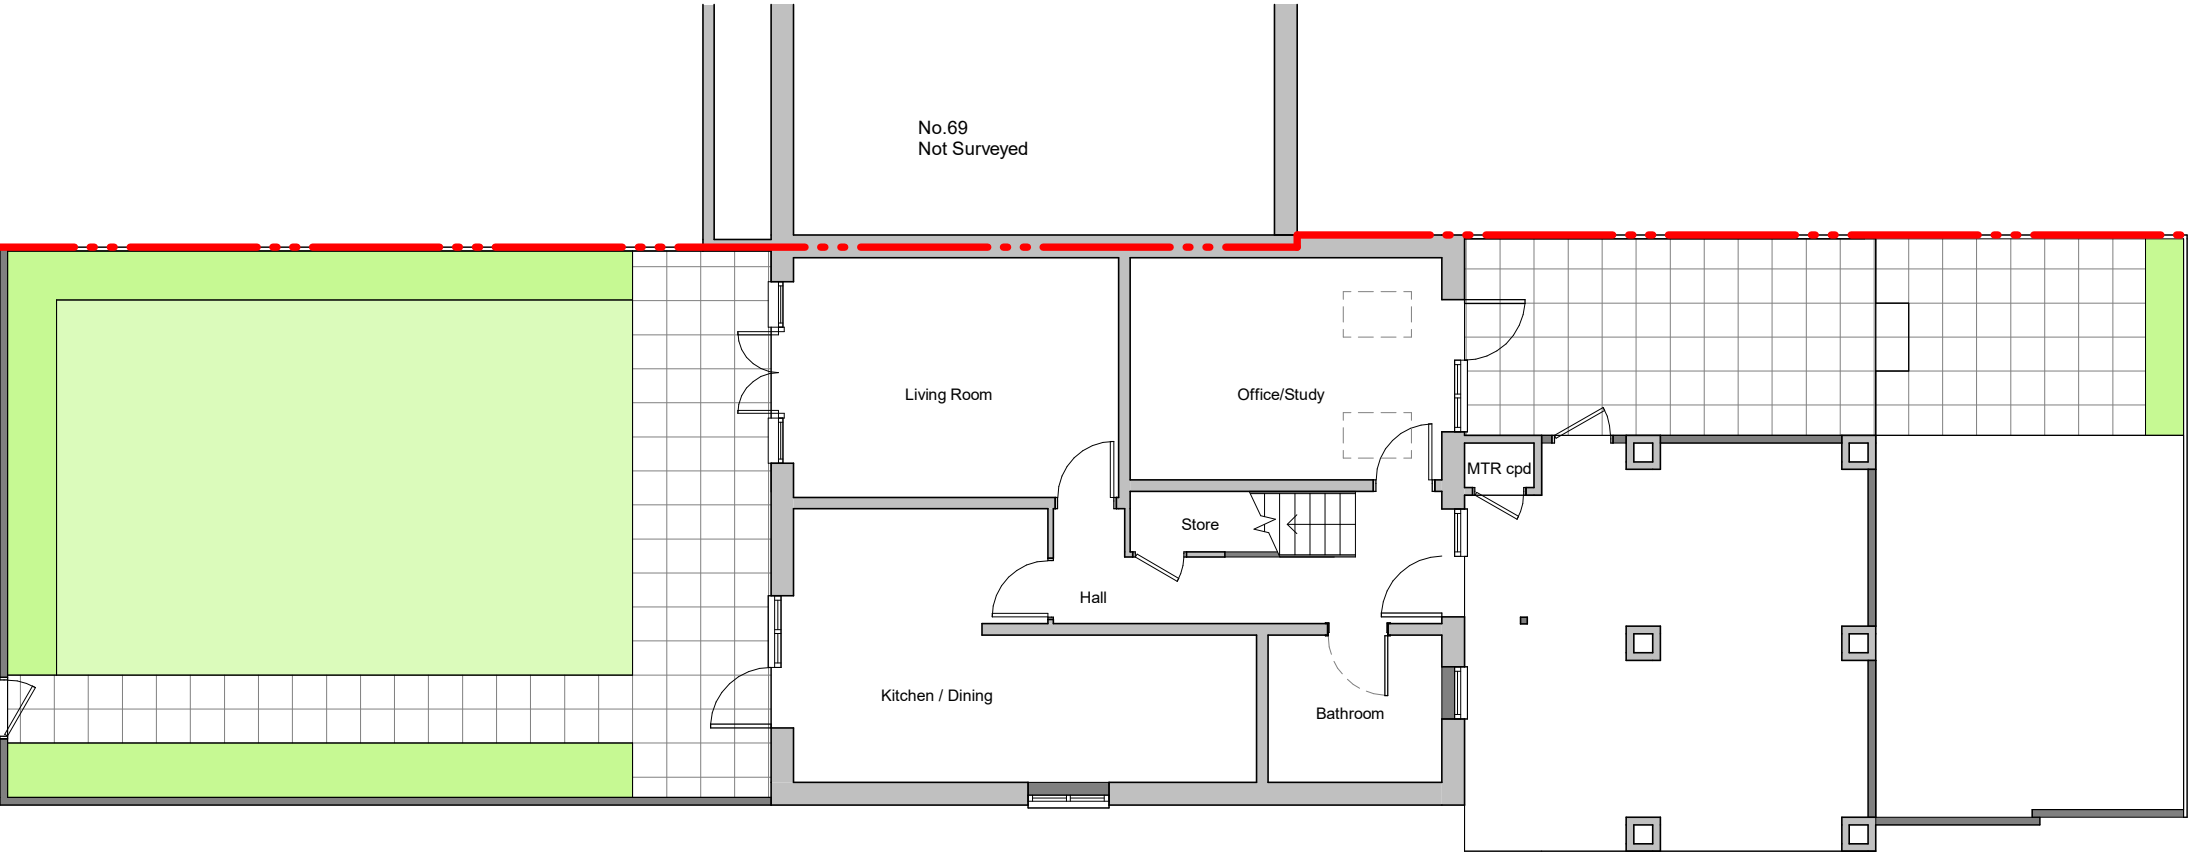 No.69
Not Surveyed
Living Room
Office/Study
MTR cpd
Store
Hall
Kitchen / Dining
Bathroom